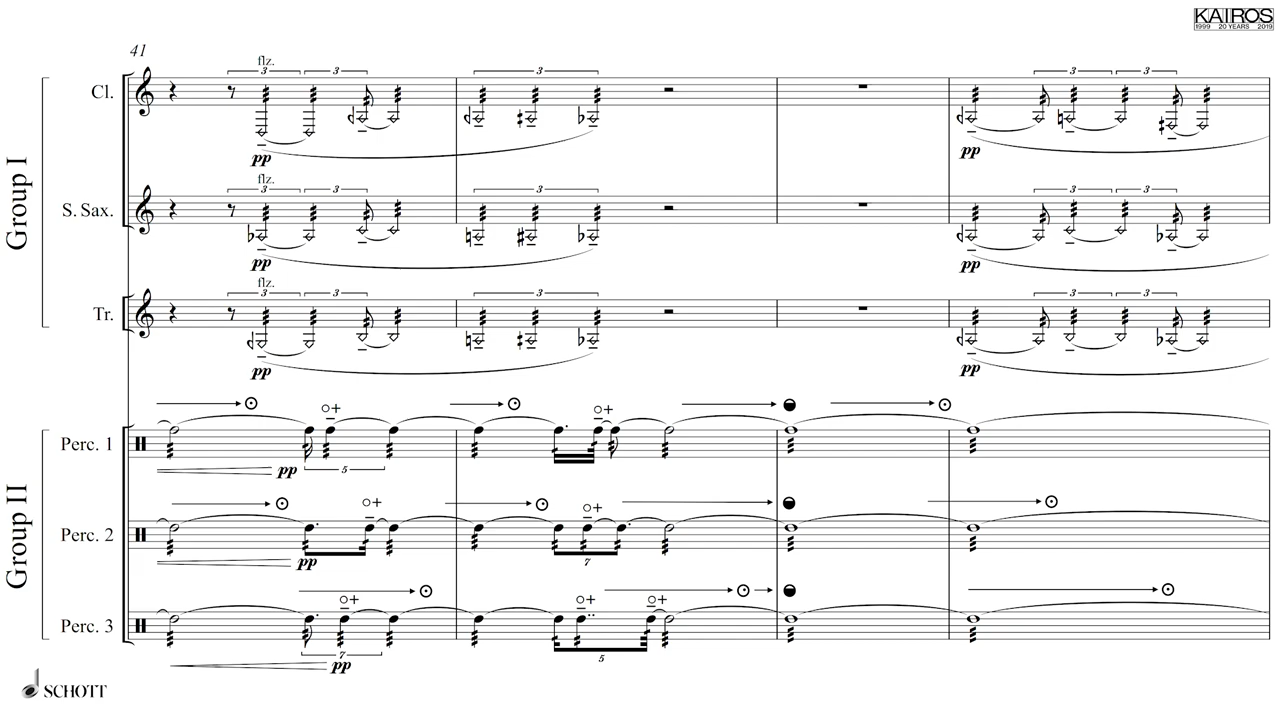 KAIROS
1999 20 YEARS 2019
41
Group I
Cl.
flz.
3 3
3
3 3
pp
pp
S. Sax.
flz.
3 3
3
3 3
pp
pp
Tr.
flz.
3 3
3
3 3
pp
pp
Group II
Perc. 1
o+
o+
pp
5
Perc. 2
o+
o+
pp
7
Perc. 3
o+
o+
o+
7
pp
5
SCHOTT